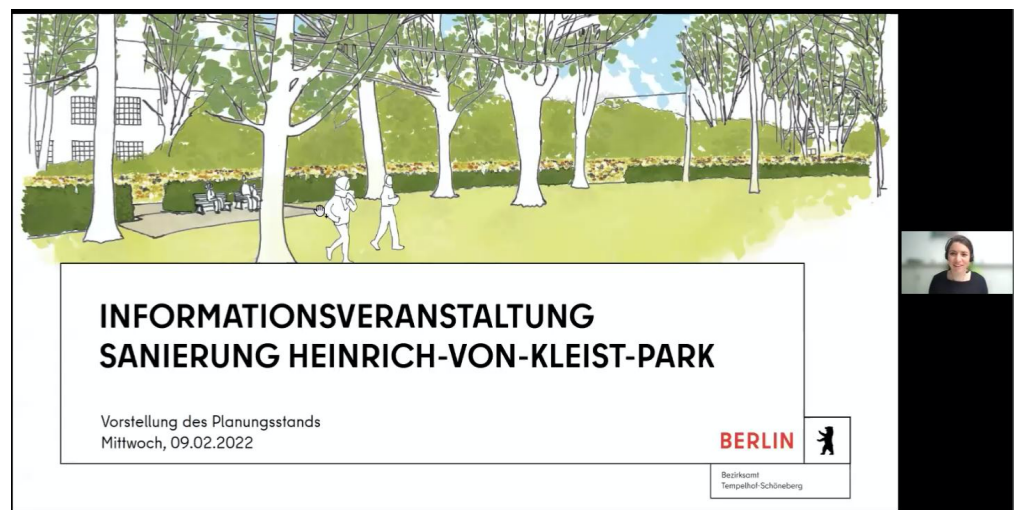 INFORMATIONSVERANSTALTUNG
SANIERUNG HEINRICH-VON-KLEIST-PARK
Vorstellung des Planungsstands
Mittwoch, 09.02.2022
BERLIN
Bezirksamt
Tempelhof-Schöneberg